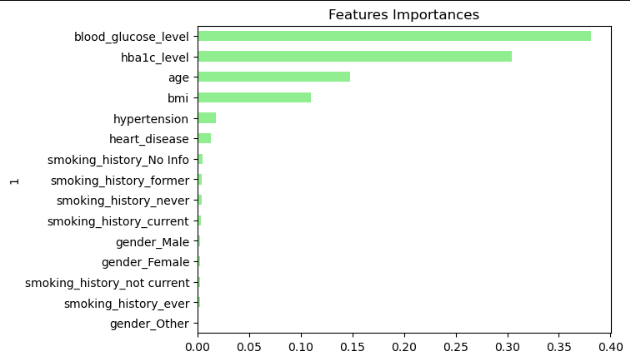 Features Importances
blood_glucose_level
hba1c_level
age
bmi
hypertension
heart_disease
smoking_history_No Info
smoking_history_former
smoking_history_never
smoking_history_current
gender_Male
gender_Female
smoking_history_not current
smoking_history_ever
gender_Other
1
0.00 0.05 0.10 0.15 0.20 0.25 0.30 0.35 0.40